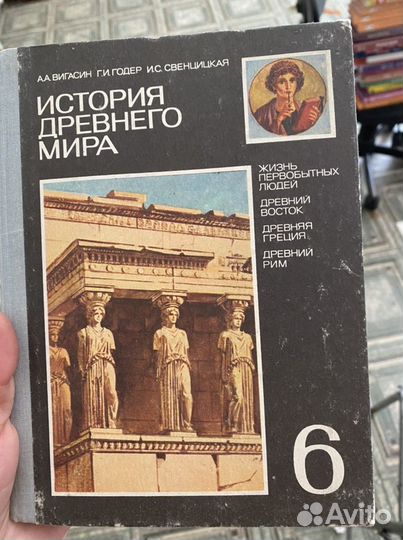 А.А.ВИГАСИН Г.И.ГОДЕР И.С.СВЕНЦИЦКАЯ
ИСТОРИЯ
ДРЕВНЕГО
МИРА
ЖИЗНЬ
ПЕРВОБЫТНЫХ
ЛЮДЕЙ
ДРЕВНИЙ
ВОСТОК
ДРЕВНЯЯ
ГРЕЦИЯ
ДРЕВНИЙ
РИМ
6
Avito